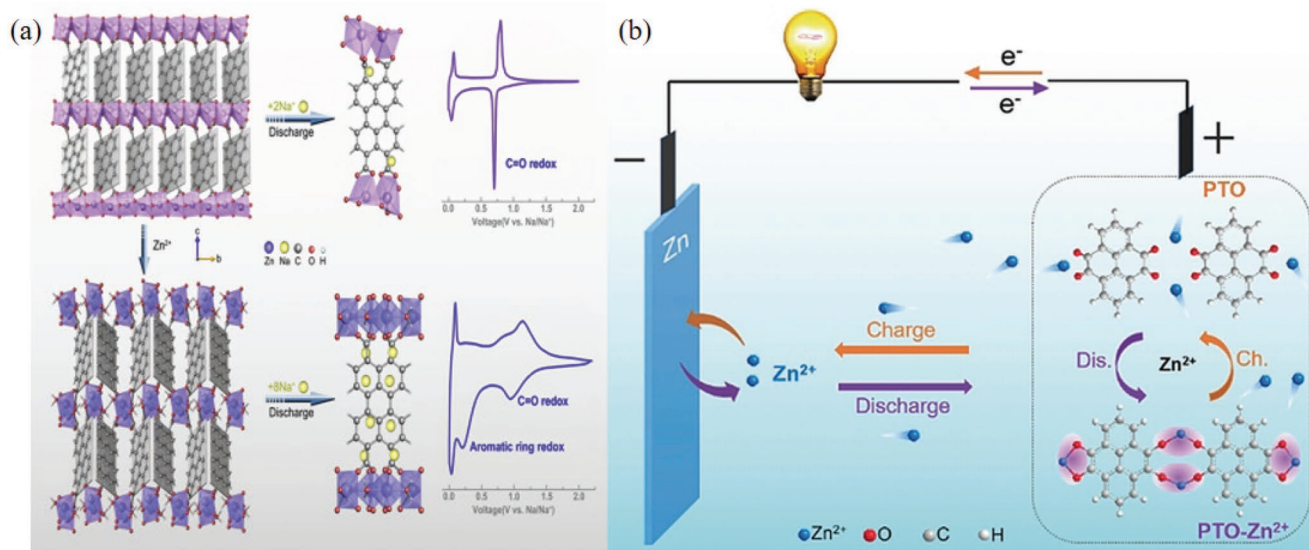 (a)
+2Na⁺
Discharge
C=O redox
0.0 0.5 1.0 1.5 2.0
Voltage(V vs. Na/Na⁺)
Zn²⁺
c
b
Zn Na C O H
+8Na⁺
Discharge
C=O redox
Aromatic ring redox
0.0 0.5 1.0 1.5 2.0
Voltage(V vs. Na/Na⁺)
(b)
e⁻
e⁻
−
+
Zn
PTO
Charge
Zn²⁺
Discharge
Dis.
Zn²⁺
Ch.
PTO-Zn²⁺
Zn²⁺ O C H